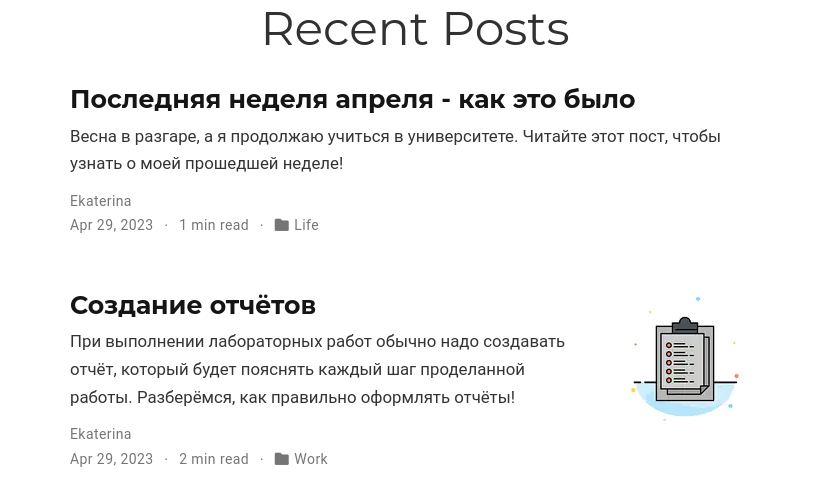 Recent Posts
Последняя неделя апреля - как это было
Весна в разгаре, а я продолжаю учиться в университете. Читайте этот пост, чтобы
узнать о моей прошедшей неделе!
Ekaterina
Apr 29, 2023 · 1 min read · Life
Создание отчётов
При выполнении лабораторных работ обычно надо создавать
отчёт, который будет пояснять каждый шаг проделанной
работы. Разберёмся, как правильно оформлять отчёты!
Ekaterina
Apr 29, 2023 · 2 min read · Work